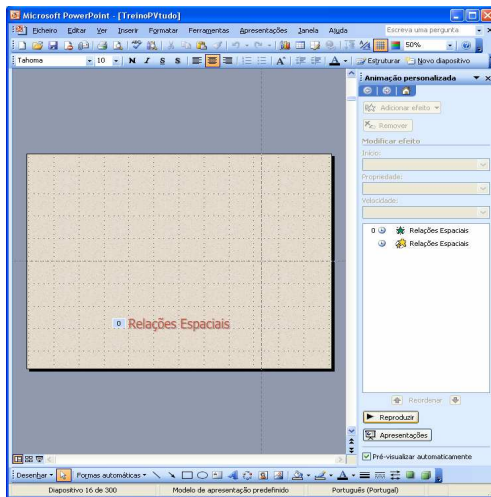 Microsoft PowerPoint - [TreinoPVtudo]
Ficheiro Editar Ver Inserir Formatar Ferramentas Apresentações Janela Ajuda Escreva uma pergunta
50%
Tahoma 10 N I S S Estruturar Novo diapositivo
Animação personalizada
Adicionar efeito
Remover
Modificar efeito
Início:
Propriedade:
Velocidade:
0 Relações Espaciais
Relações Espaciais
0 Relações Espaciais
Reordenar
Reproduzir
Apresentações
Pré-visualizar automaticamente
Desenhar Formas automáticas
Diapositivo 16 de 300 Modelo de apresentação predefinido Português (Portugal)